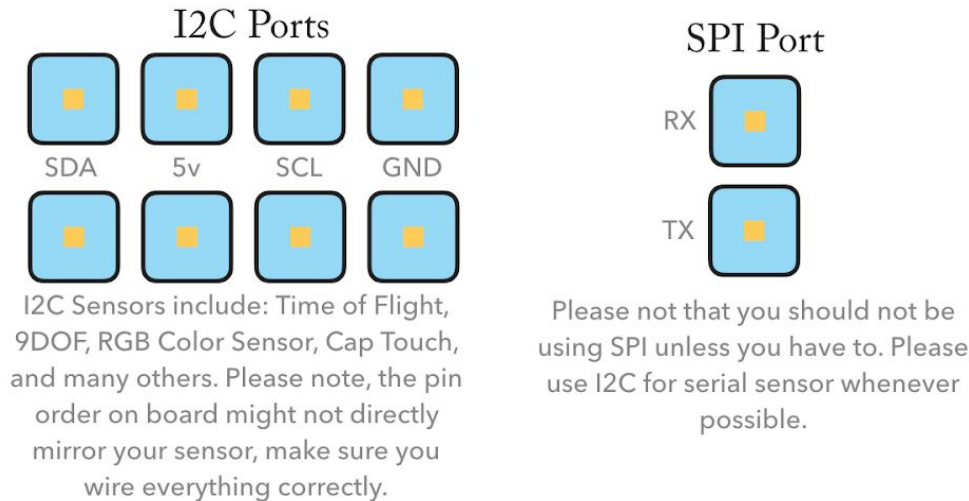 I2C Ports
SDA 5v SCL GND
I2C Sensors include: Time of Flight,
9DOF, RGB Color Sensor, Cap Touch,
and many others. Please note, the pin
order on board might not directly
mirror your sensor, make sure you
wire everything correctly.
SPI Port
RX
TX
Please not that you should not be
using SPI unless you have to. Please
use I2C for serial sensor whenever
possible.